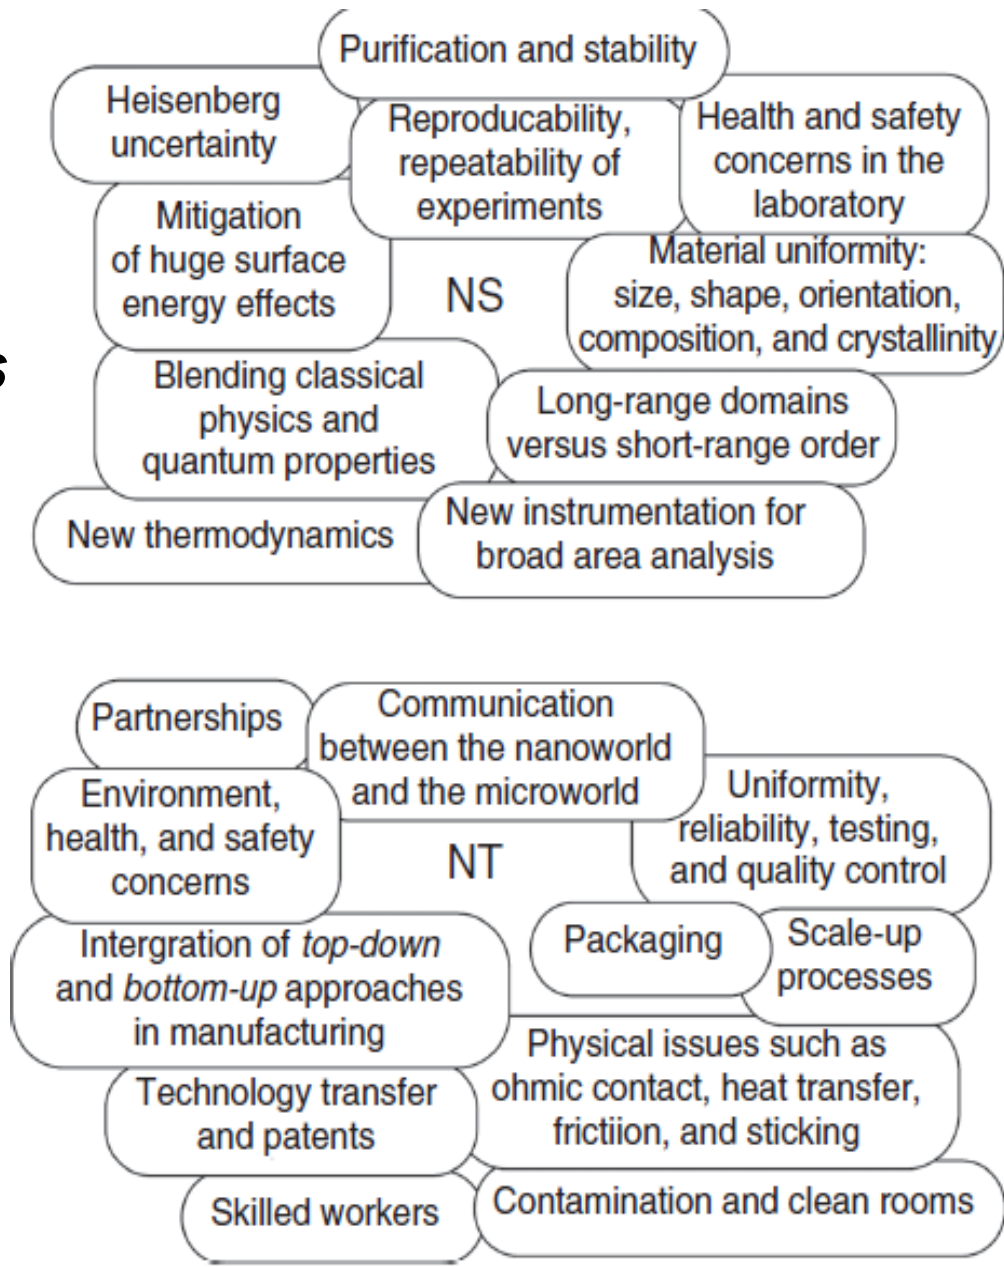 Purification and stability
Heisenberg
uncertainty
Reproducability,
repeatability of
experiments
Health and safety
concerns in the
laboratory
Mitigation
of huge surface
energy effects
NS
Material uniformity:
size, shape, orientation,
composition, and crystallinity
s
Blending classical
physics and
quantum properties
Long-range domains
versus short-range order
New thermodynamics
New instrumentation for
broad area analysis
Partnerships
Communication
between the nanoworld
and the microworld
Environment,
health, and safety
concerns
NT
Uniformity,
reliability, testing,
and quality control
Intergration of top-down
and bottom-up approaches
in manufacturing
Packaging
Scale-up
processes
Physical issues such as
ohmic contact, heat transfer,
frictiion, and sticking
Technology transfer
and patents
Skilled workers
Contamination and clean rooms